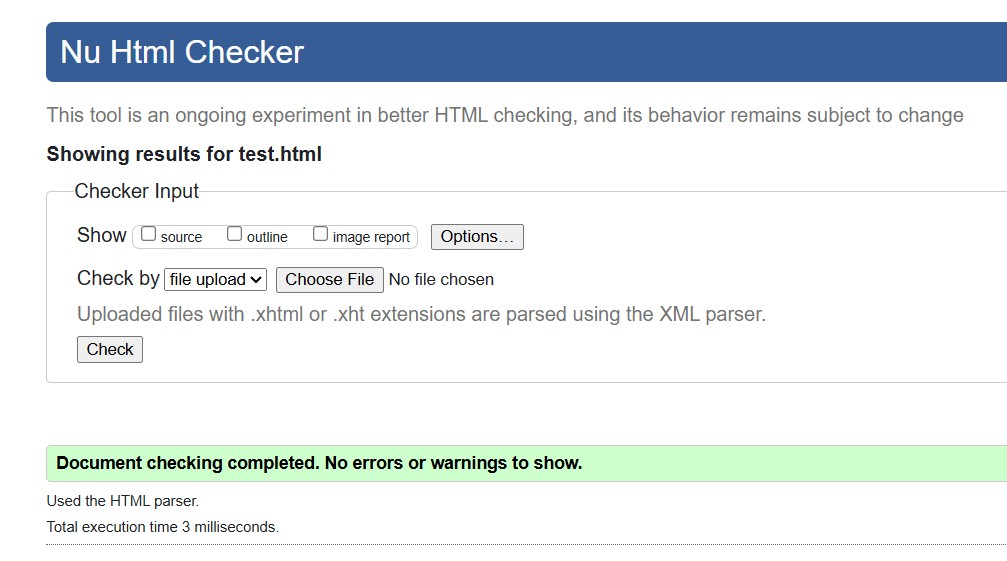 Nu Html Checker
This tool is an ongoing experiment in better HTML checking, and its behavior remains subject to change
Showing results for test.html
Checker Input
Show source outline image report Options…
Check by file upload Choose File No file chosen
Uploaded files with .xhtml or .xht extensions are parsed using the XML parser.
Check
Document checking completed. No errors or warnings to show.
Used the HTML parser.
Total execution time 3 milliseconds.